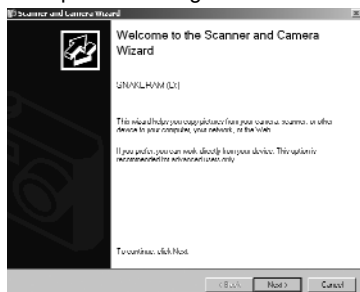 Scanner and Camera Wizard
Welcome to the Scanner and Camera
Wizard
(D:)
This wizard helps you copy pictures from your camera, scanner, or other
device to your computer, your network, or the Web.
If you prefer, you can work directly from your device. This option is
recommended for advanced users only.
To continue, click Next.
< Back
Next >
Cancel